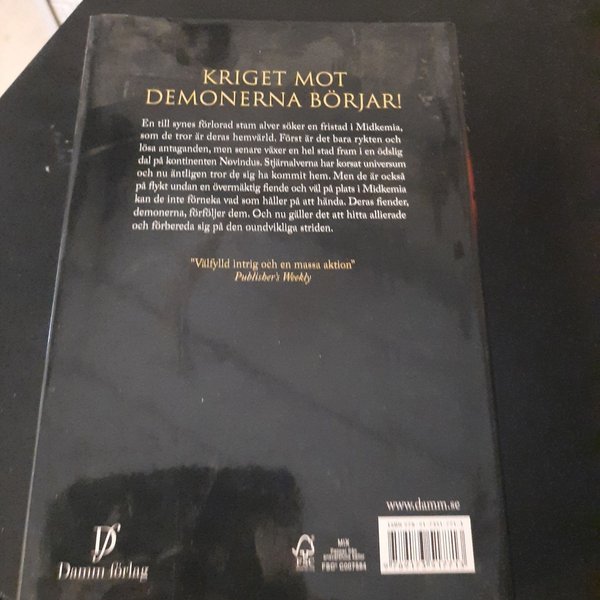 KRIGET MOT
DEMONERNA BÖRJAR!
En till synes förlorad stam alver söker en fristad i Midkemia,
som de tror är deras hemvärld. Först är det bara rykten och
lösa antaganden, men senare växer en hel stad fram i en ödslig
dal på kontinenten Novindus. Stjärnalverna har korsat universum
och nu äntligen tror de sig ha kommit hem. Men de är också
på flykt undan en övermäktig fiende och väl på plats i Midkemia
kan de inte förneka vad som håller på att hända. Deras fiender,
demonerna, förföljer dem. Och nu gäller det att hitta allierade
och förbereda sig på den oundvikliga striden.
"Välfylld intrig och en massa aktion"
Publisher's Weekly
www.damm.se
MIX
FSC
Damm förlag